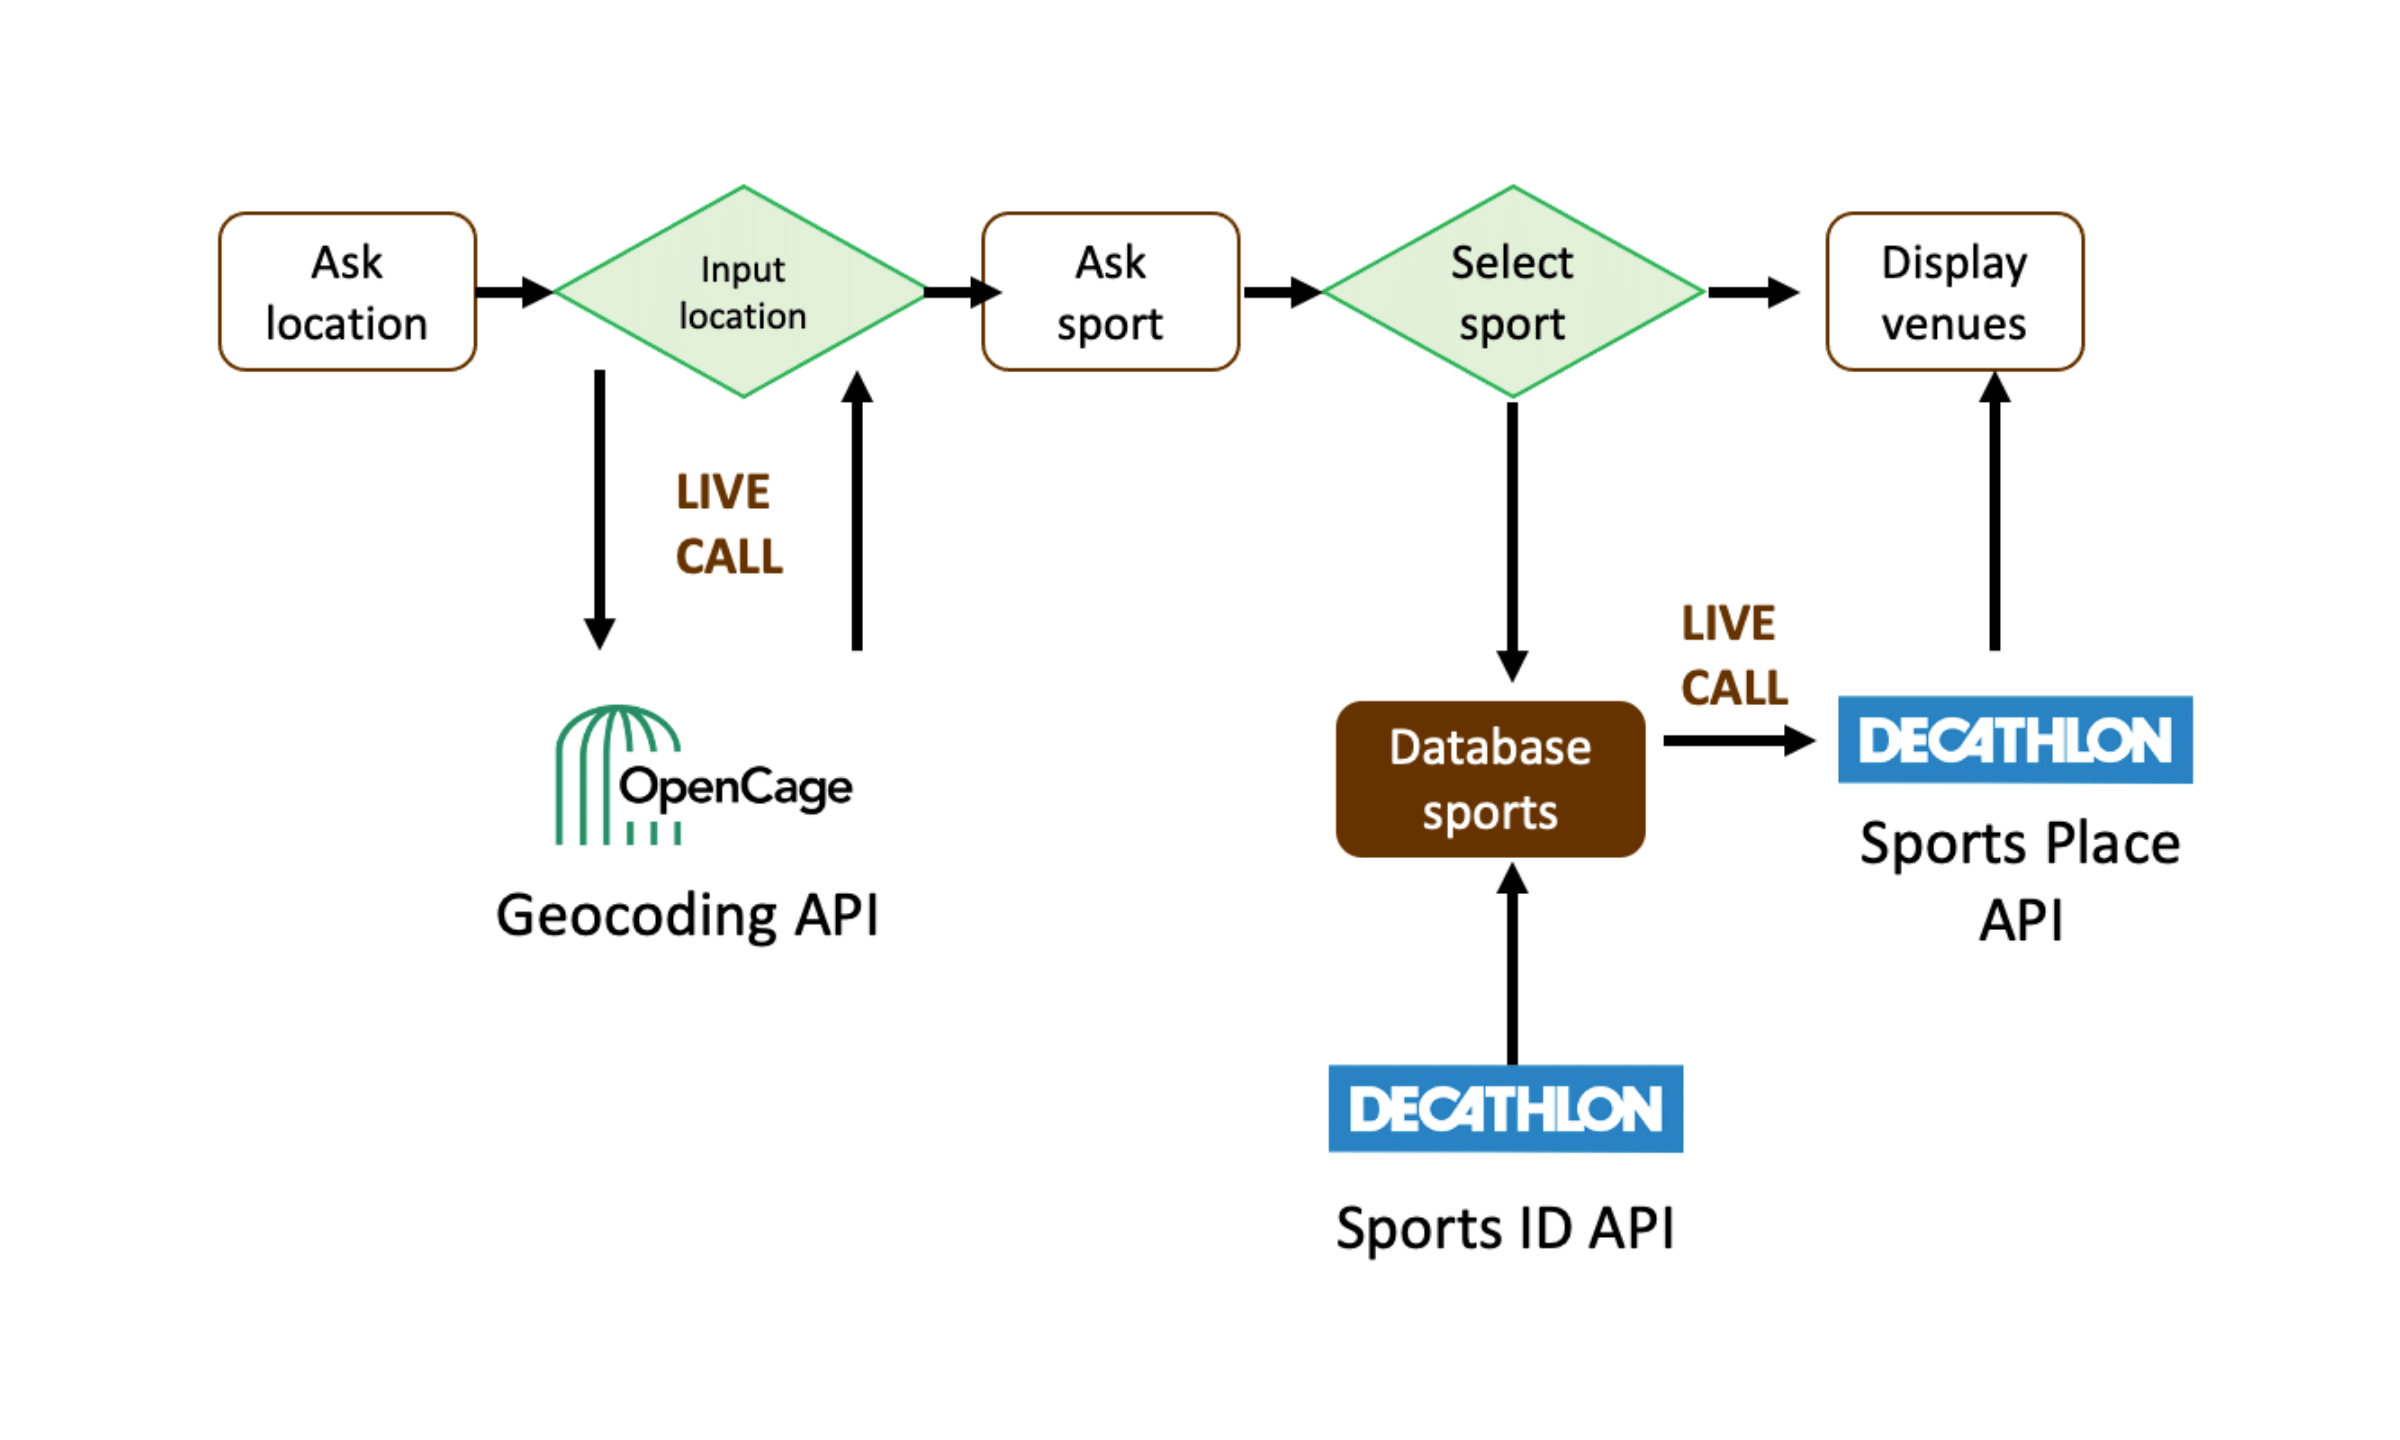 Ask
location
Input
location
Ask
sport
Select
sport
Display
venues
LIVE
CALL
OpenCage
Geocoding API
Database
sports
LIVE
CALL
DECATHLON
Sports Place
API
DECATHLON
Sports ID API